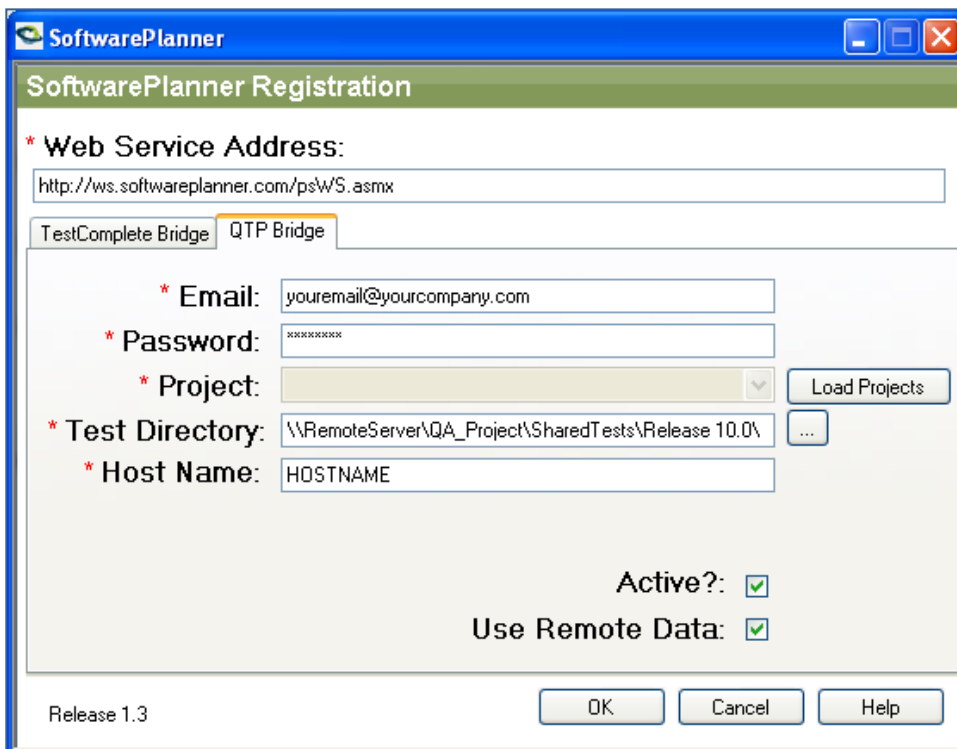 SoftwarePlanner
SoftwarePlanner Registration
* Web Service Address:
http://ws.softwareplanner.com/psWS.asmx
TestComplete Bridge QTP Bridge
* Email: youremail@yourcompany.com
* Password: ********
* Project: Load Projects
* Test Directory: \\RemoteServer\QA_Project\SharedTests\Release 10.0\ ...
* Host Name: HOSTNAME
Active?:
Use Remote Data:
Release 1.3 OK Cancel Help